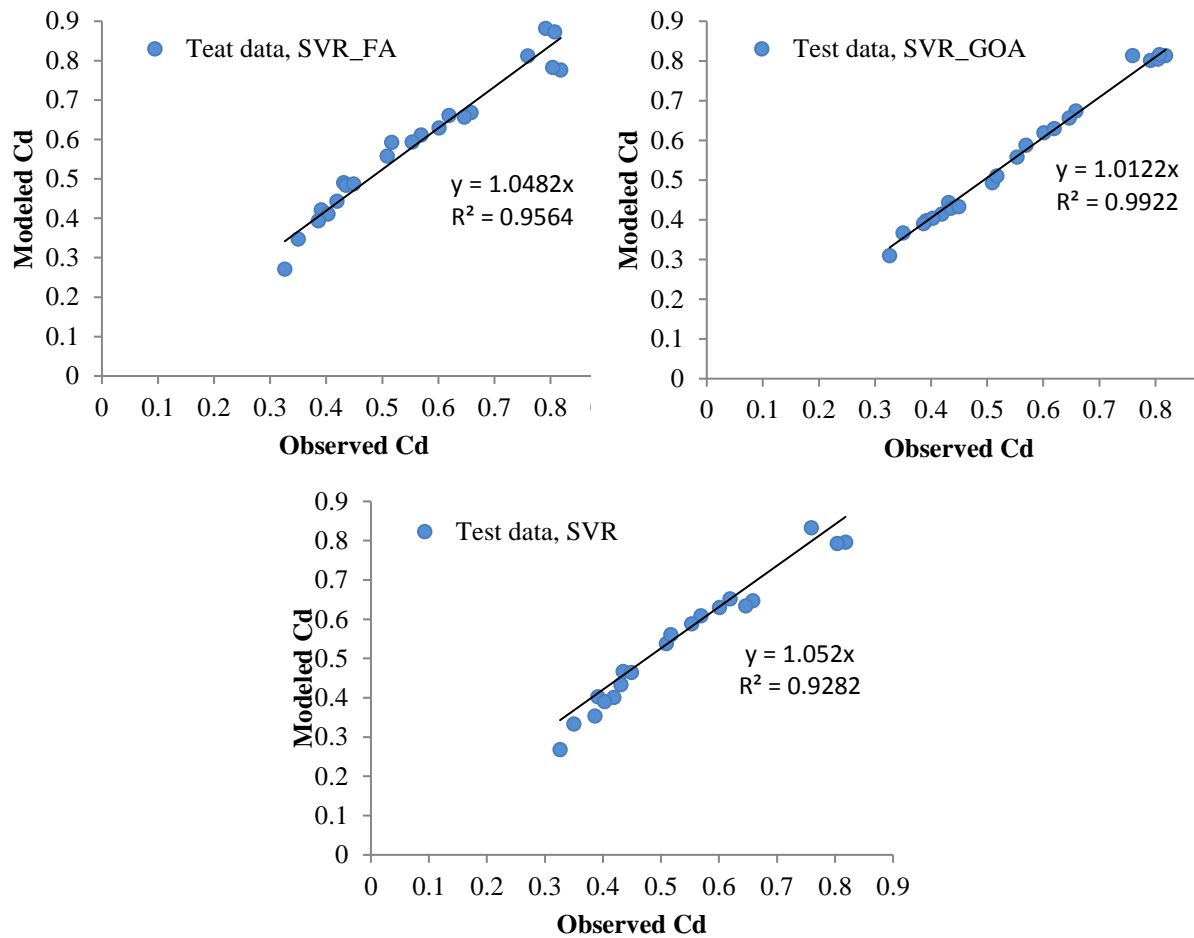 0.9
0.8
0.7
0.6
0.5
0.4
0.3
0.2
0.1
0
Modeled Cd
Teat data, SVR_FA
y = 1.0482x
R² = 0.9564
0 0.1 0.2 0.3 0.4 0.5 0.6 0.7 0.8
Observed Cd
0.9
0.8
0.7
0.6
0.5
0.4
0.3
0.2
0.1
0
Modeled Cd
Test data, SVR_GOA
y = 1.0122x
R² = 0.9922
0 0.1 0.2 0.3 0.4 0.5 0.6 0.7 0.8
Observed Cd
0.9
0.8
0.7
0.6
0.5
0.4
0.3
0.2
0.1
0
Modeled Cd
Test data, SVR
y = 1.052x
R² = 0.9282
0 0.1 0.2 0.3 0.4 0.5 0.6 0.7 0.8 0.9
Observed Cd